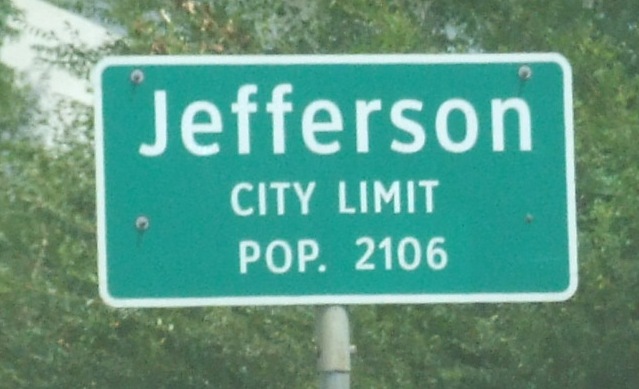 Jefferson
CITY LIMIT
POP. 2106